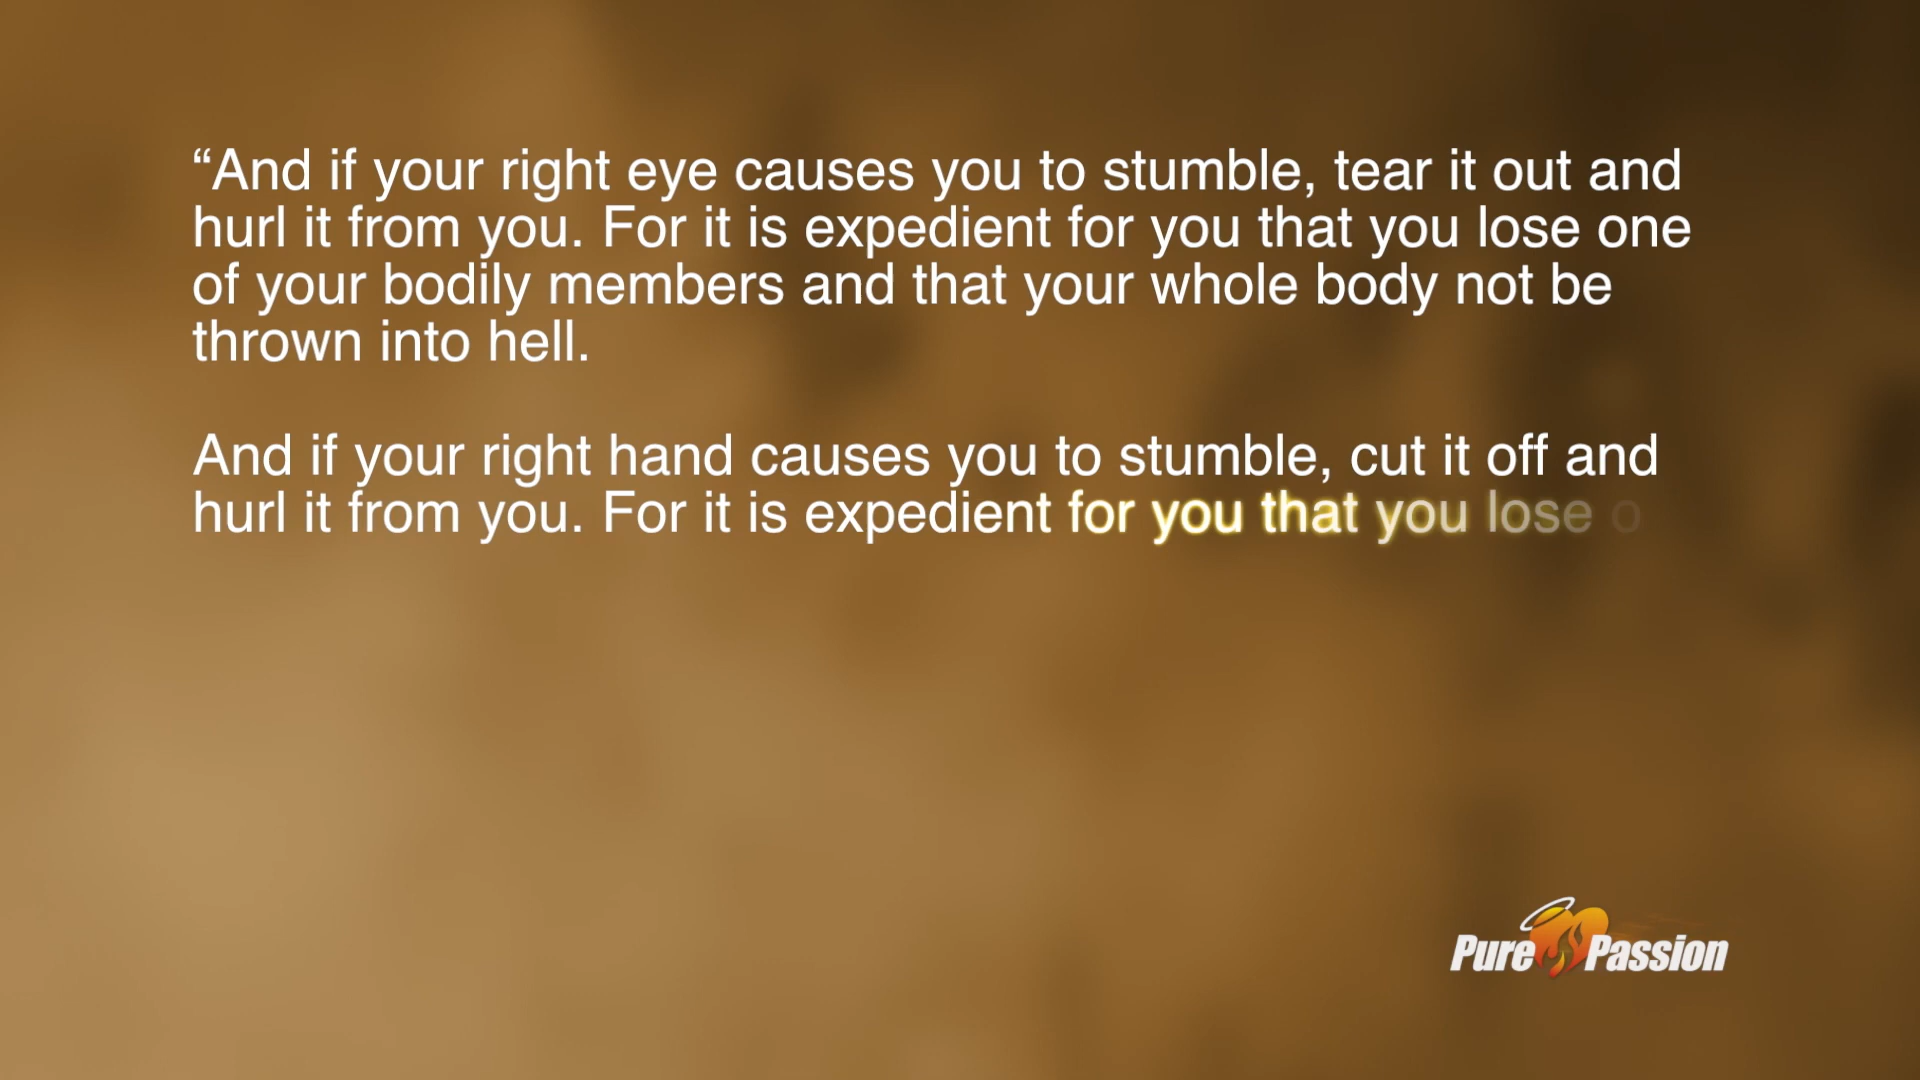 “And if your right eye causes you to stumble, tear it out and
hurl it from you. For it is expedient for you that you lose one
of your bodily members and that your whole body not be
thrown into hell.
And if your right hand causes you to stumble, cut it off and
hurl it from you. For it is expedient for you that you lose o
Pure Passion